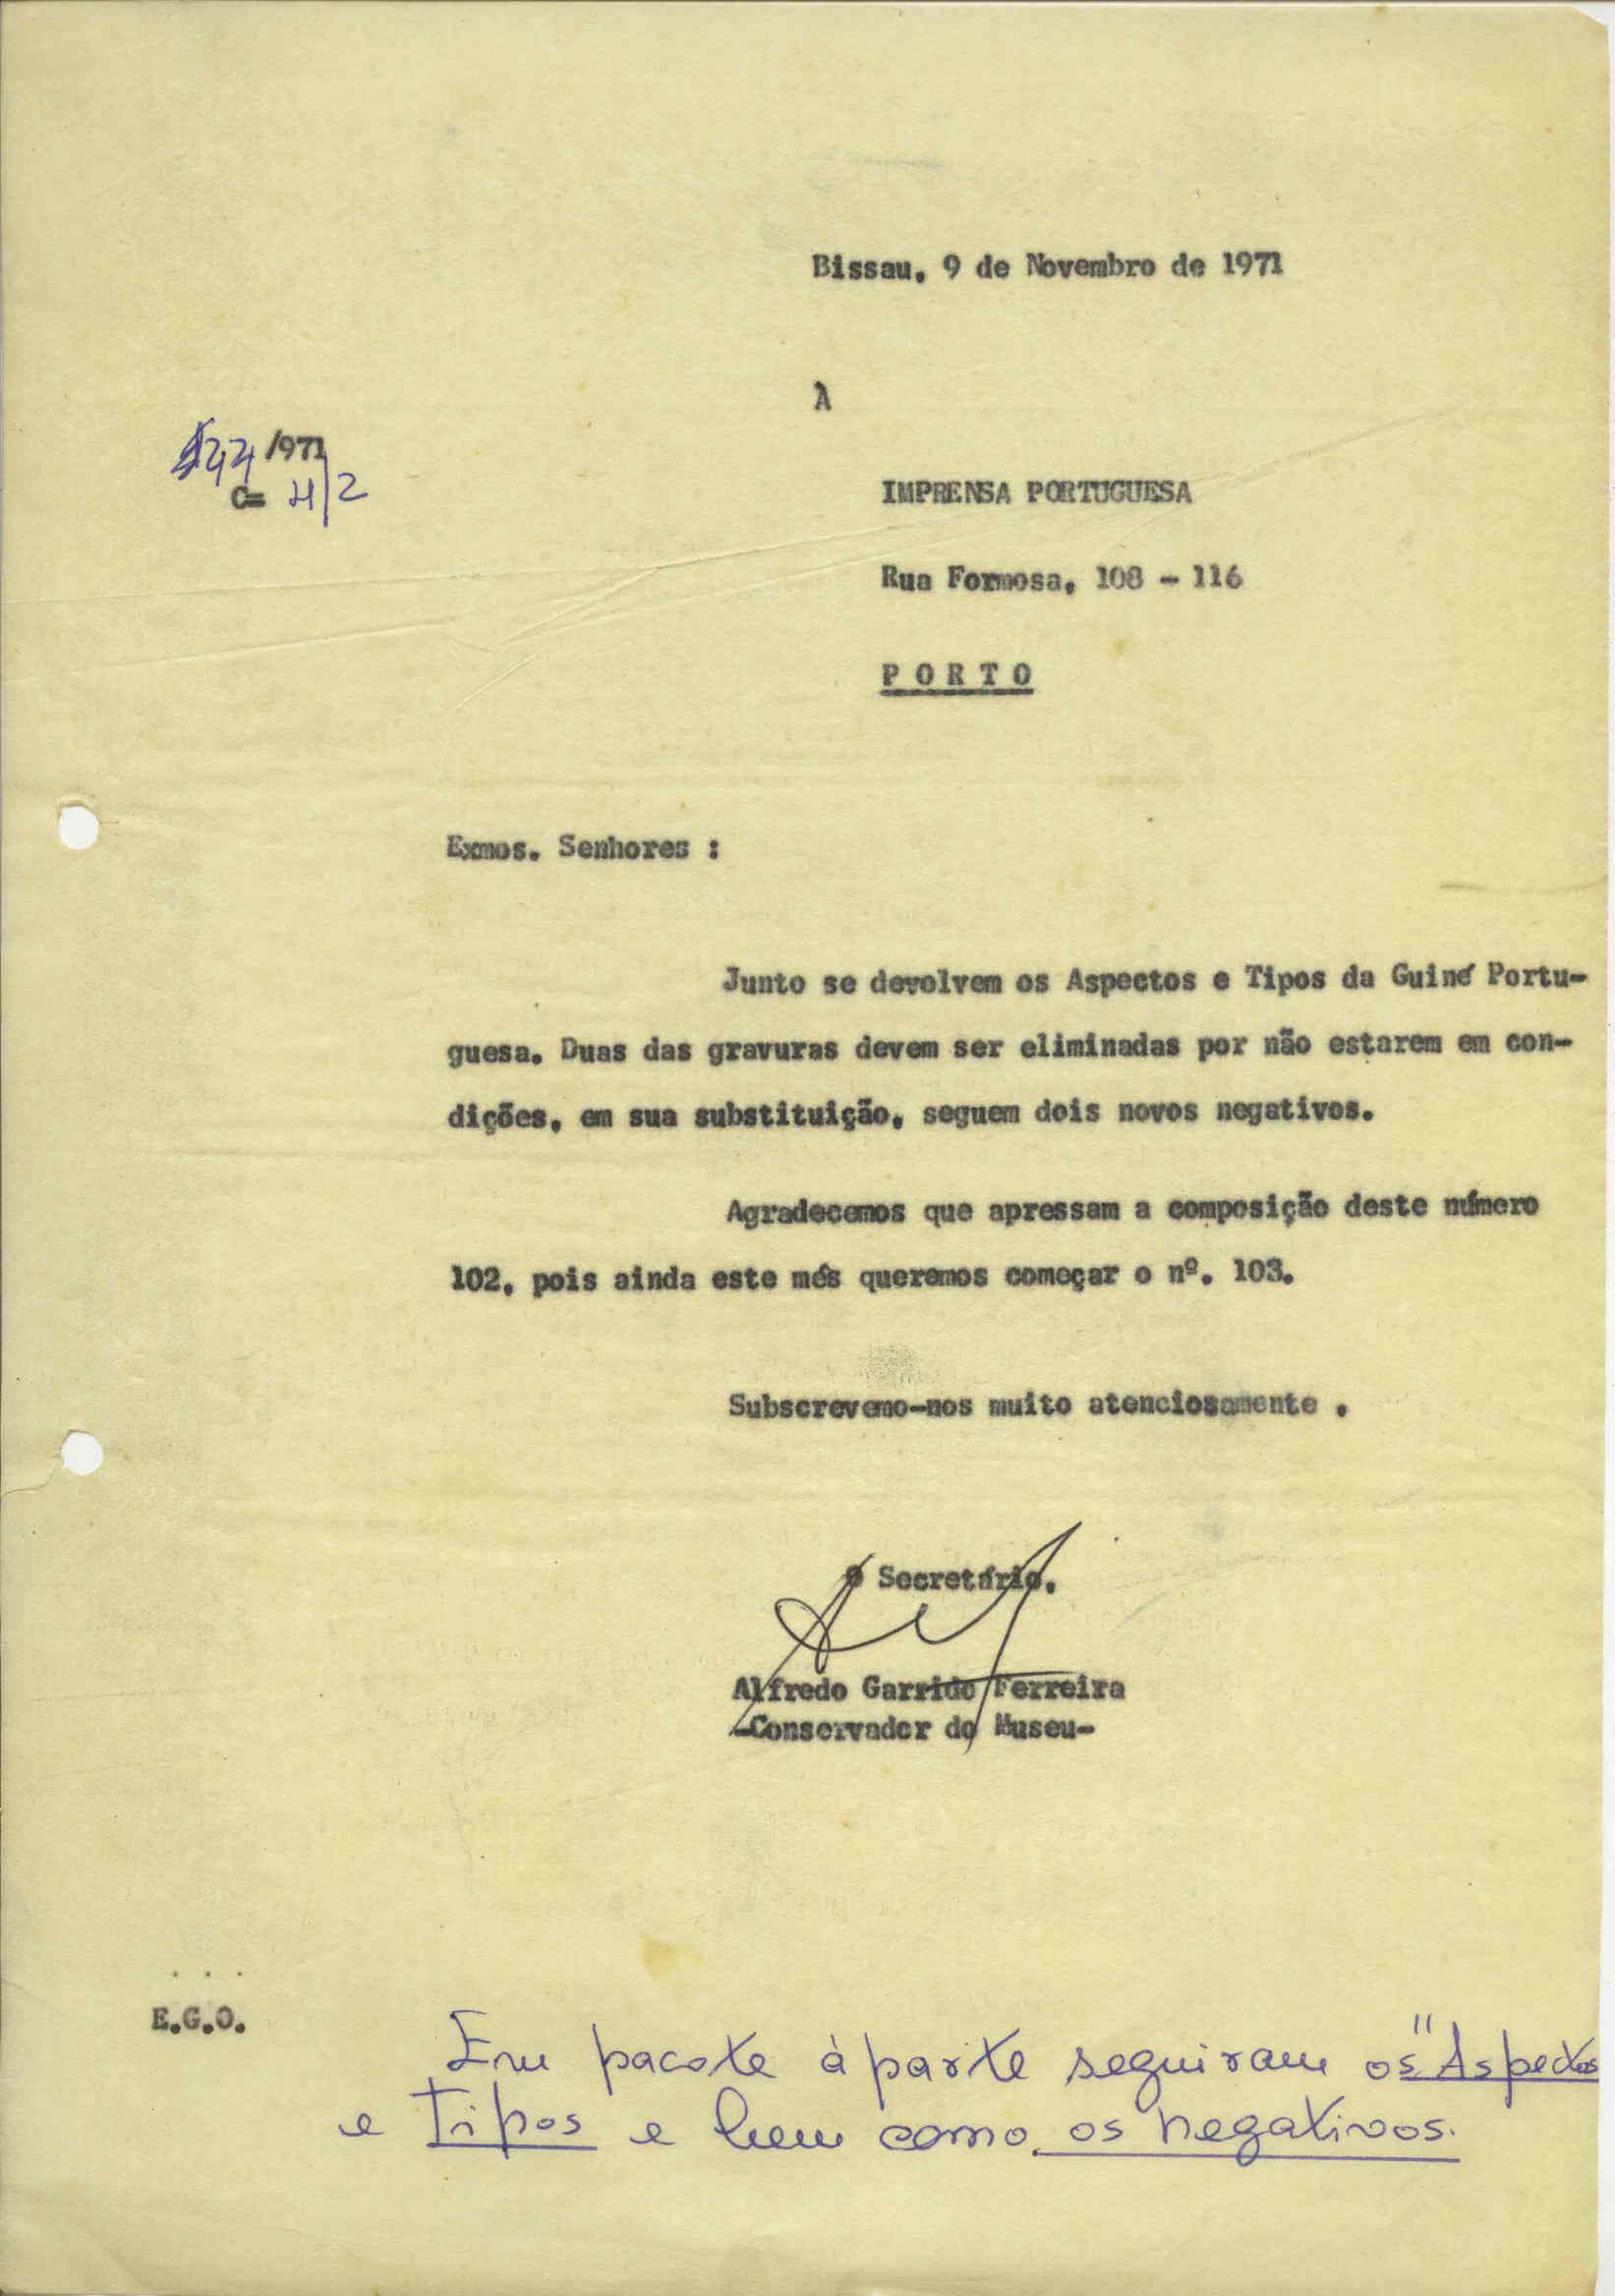 Bissau, 9 de Novembro de 1971
À
/971
C= H/2
IMPRENSA PORTUGUESA
Rua Formosa, 108 - 116
P O R T O
Exmos. Senhores :
Junto se devolvem os Aspectos e Tipos da Guiné Portu-
guesa. Duas das gravuras devem ser eliminadas por não estarem em con-
dições, em sua substituição, seguem dois novos negativos.
Agradecemos que apressam a composição deste número
102, pois ainda este mês queremos começar o nº. 103.
Subscrevemo-nos muito atenciosamente .
O Secretário,
Alfredo Garrido Ferreira
-Conservador do Museu-
. . .
E.G.O.
Em pacote à parte seguiram os "Aspectos
e Tipos e bem como os negativos.